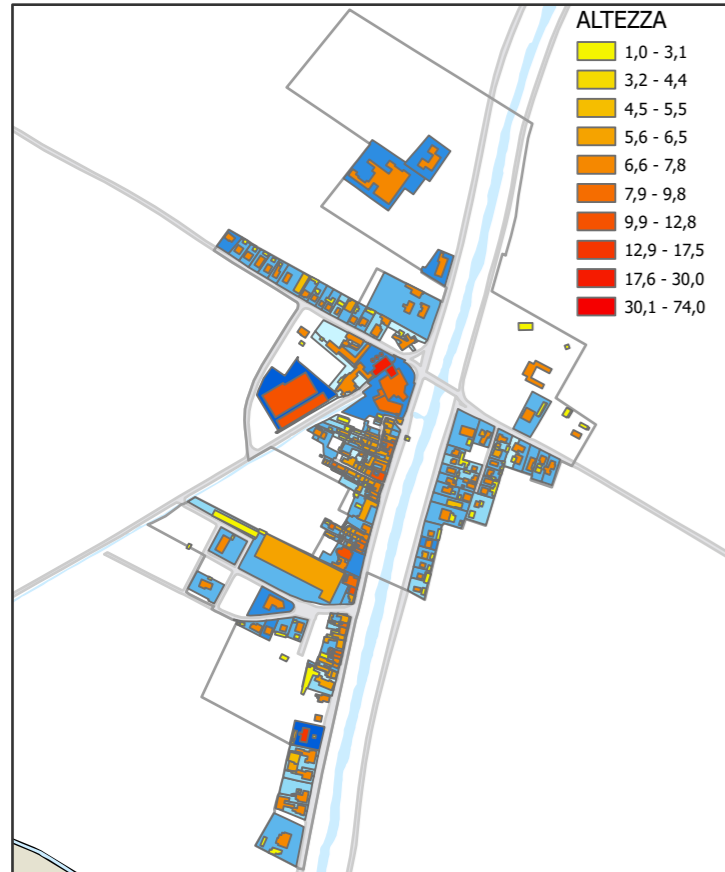 ALTEZZA
1,0 - 3,1
3,2 - 4,4
4,5 - 5,5
5,6 - 6,5
6,6 - 7,8
7,9 - 9,8
9,9 - 12,8
12,9 - 17,5
17,6 - 30,0
30,1 - 74,0